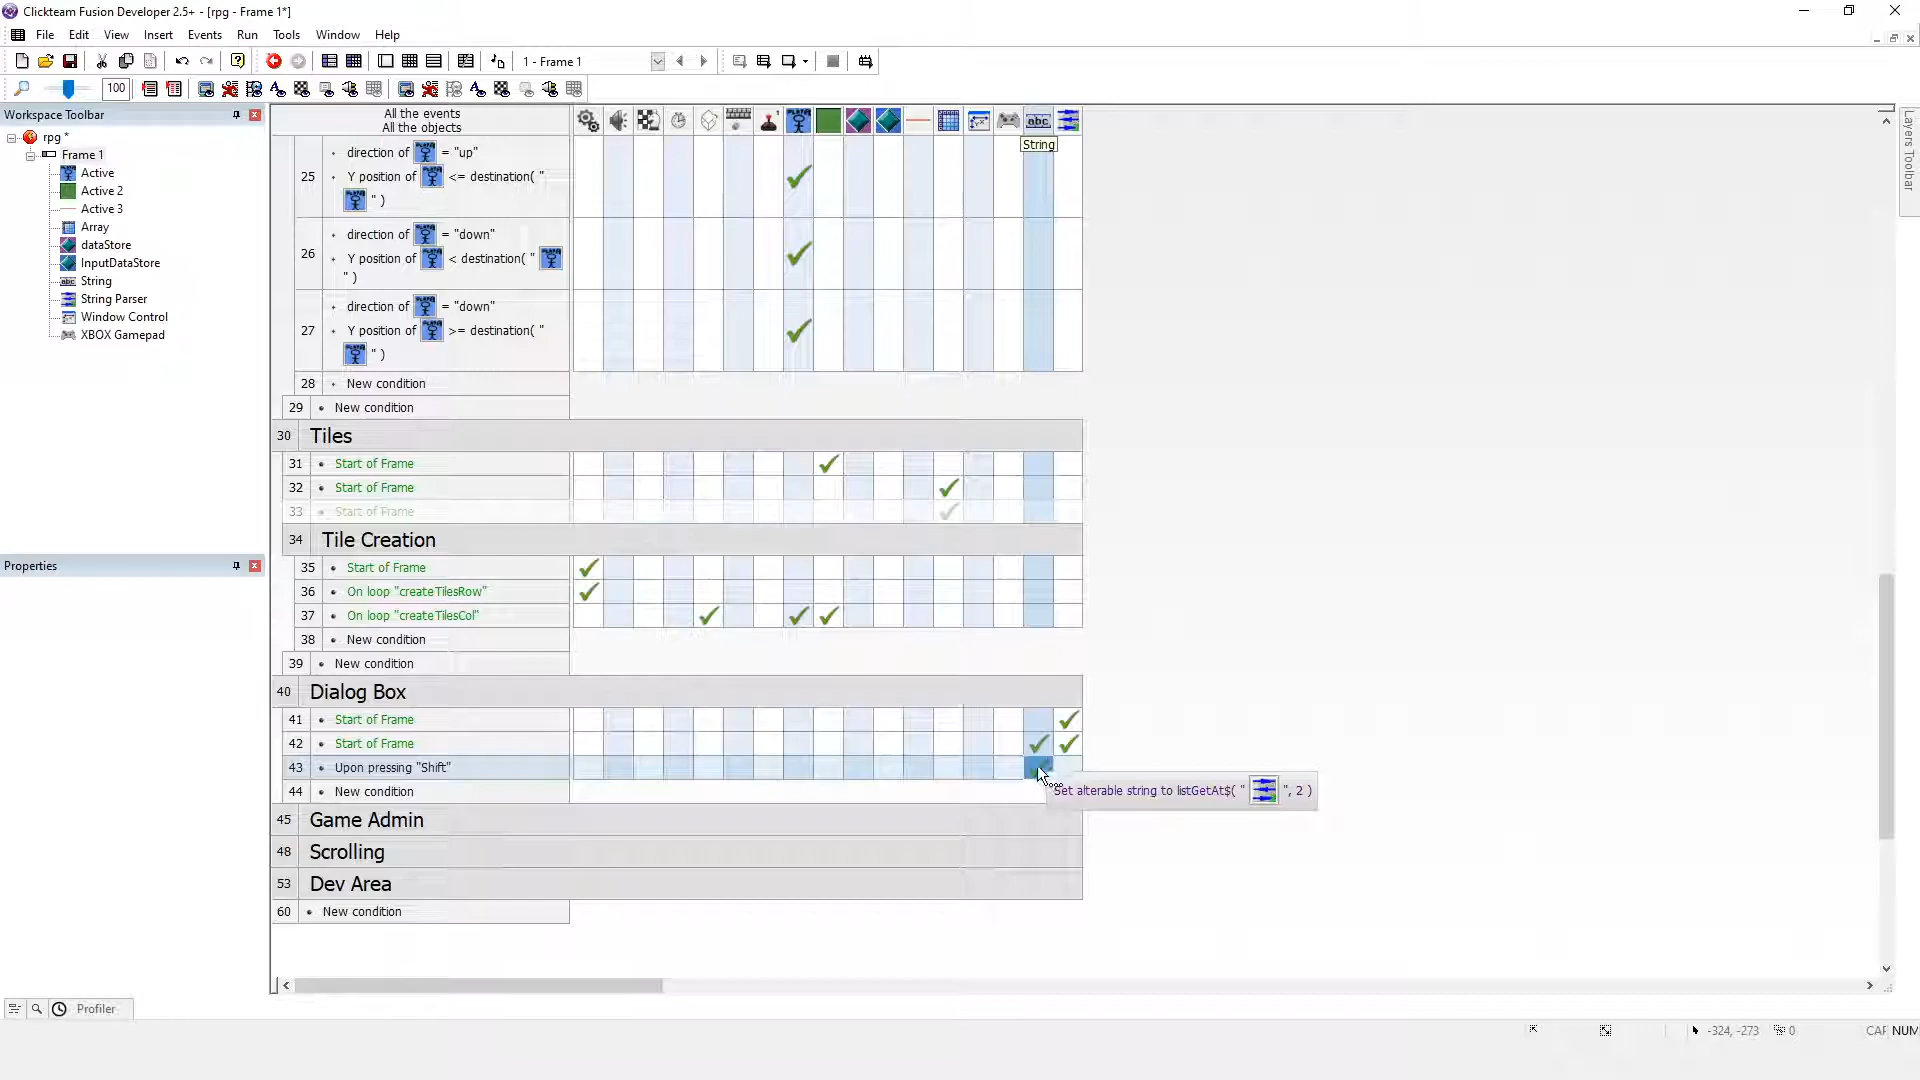 Clickteam Fusion Developer 2.5+ - [rpg - Frame 1*]
File Edit View Insert Events Run Tools Window Help
1 - Frame 1
100
Workspace Toolbar
rpg *
Frame 1
Active
Active 2
Active 3
Array
dataStore
InputDataStore
String
String Parser
Window Control
XBOX Gamepad
Properties
Profiler
All the events
All the objects
abc
String
25
direction of = "up"
Y position of <= destination( "
" )
26
direction of = "down"
Y position of < destination( "
" )
27
direction of = "down"
Y position of >= destination( "
" )
28 New condition
29 New condition
30 Tiles
31 Start of Frame
32 Start of Frame
33 Start of Frame
34 Tile Creation
35 Start of Frame
36 On loop "createTilesRow"
37 On loop "createTilesCol"
38 New condition
39 New condition
40 Dialog Box
41 Start of Frame
42 Start of Frame
43 Upon pressing "Shift"
Set alterable string to listGetAt$( " ", 2 )
44 New condition
45 Game Admin
48 Scrolling
53 Dev Area
60 New condition
Layers Toolbar
-324, -273 0 CAP NUM